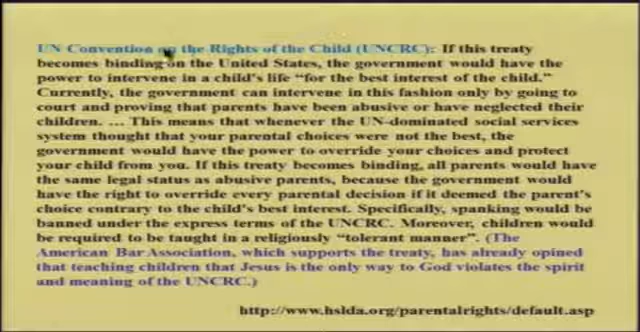 UN Convention on the Rights of the Child (UNCRC): If this treaty
becomes binding on the United States, the government would have the
power to intervene in a child's life “for the best interest of the child.”
Currently, the government can intervene in this fashion only by going to
court and proving that parents have been abusive or have neglected their
children. … This means that whenever the UN-dominated social services
system thought that your parental choices were not the best, the
government would have the power to override your choices and protect
your child from you. If this treaty becomes binding, all parents would have
the same legal status as abusive parents, because the government would
have the right to override every parental decision if it deemed the parent's
choice contrary to the child's best interest. Specifically, spanking would be
banned under the express terms of the UNCRC. Moreover, children would
be required to be taught in a religiously “tolerant manner”. (The
American Bar Association, which supports the treaty, has already opined
that teaching children that Jesus is the only way to God violates the spirit
and meaning of the UNCRC.)
http://www.hslda.org/parentalrights/default.asp